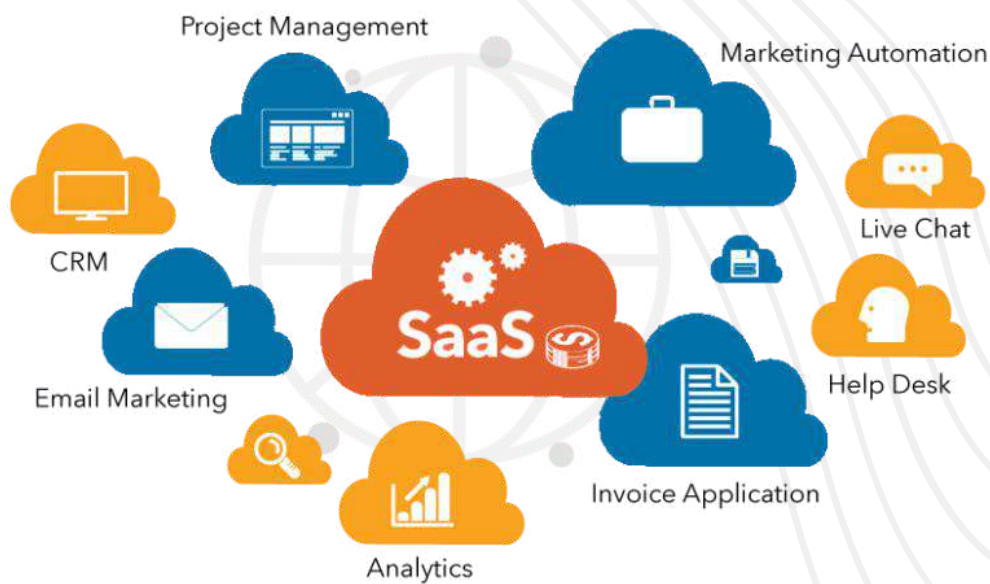 Project Management
Marketing Automation
CRM
Live Chat
SaaS
Email Marketing
Help Desk
Invoice Application
Analytics